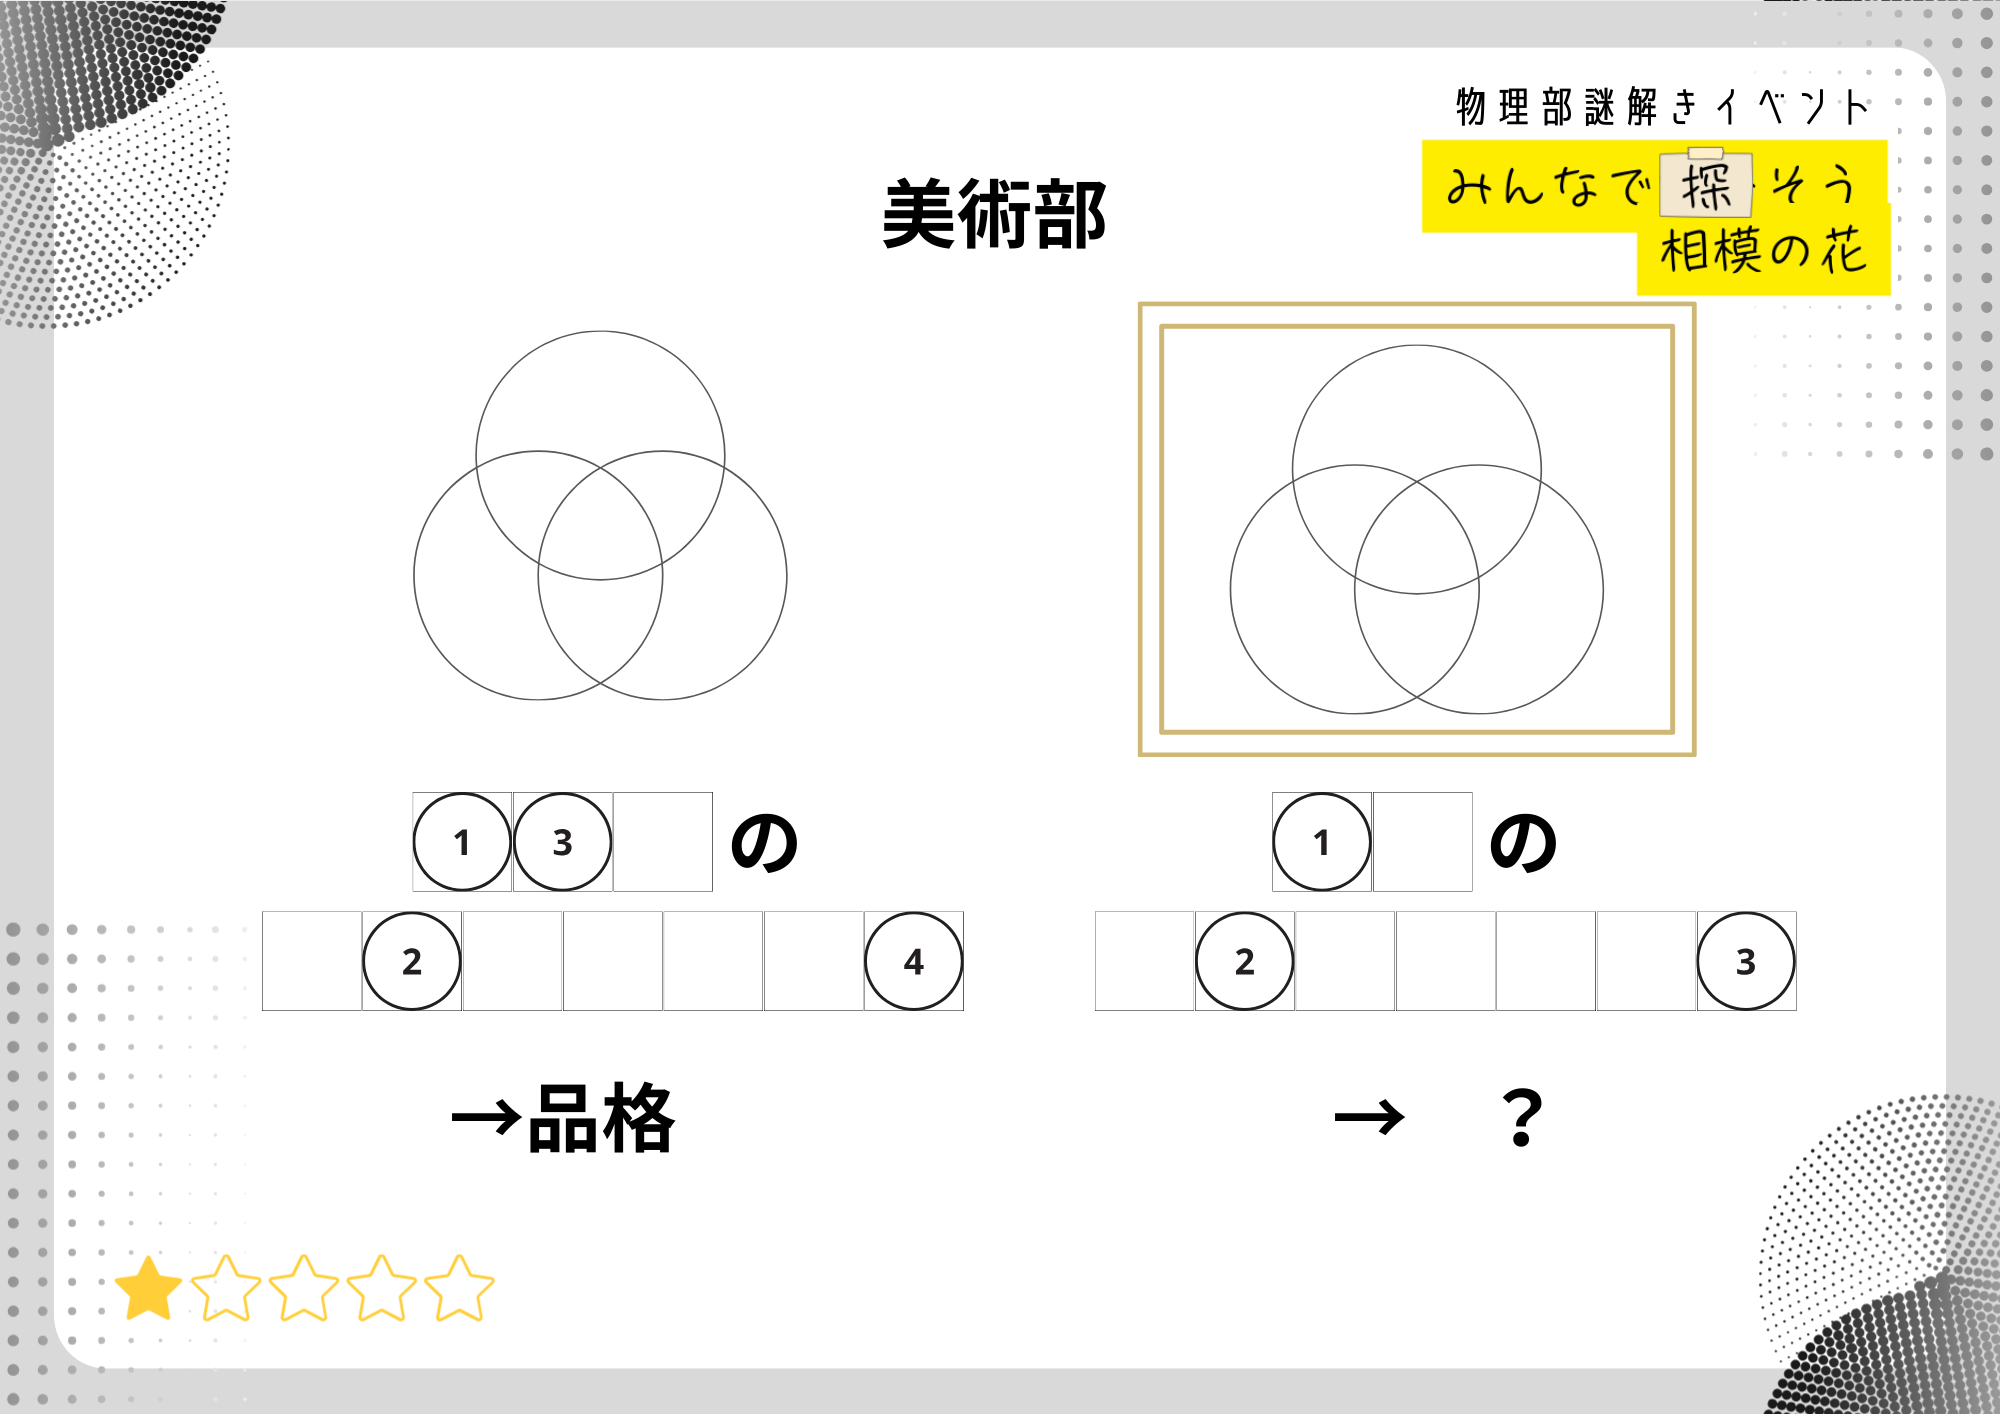 物理部謎解きイベント
みんなで探そう
相模の花
美術部
1 3 の
2 4
→品格
1 の
2 3
→ ？